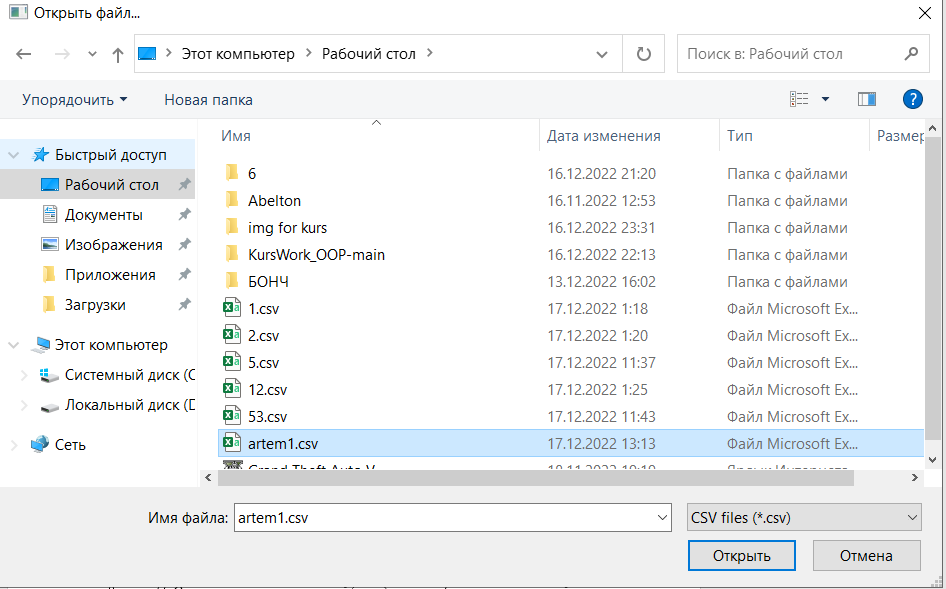 Открыть файл...
Этот компьютер Рабочий стол
Поиск в: Рабочий стол
Упорядочить Новая папка
?
Быстрый доступ
Рабочий стол
Документы
Изображения
Приложения
Загрузки
Этот компьютер
Системный диск (C
Локальный диск (D
Сеть
Имя Дата изменения Тип Размер
6 16.12.2022 21:20 Папка с файлами
Abelton 16.11.2022 12:53 Папка с файлами
img for kurs 16.12.2022 23:31 Папка с файлами
KursWork_OOP-main 16.12.2022 22:13 Папка с файлами
БОНЧ 13.12.2022 16:02 Папка с файлами
1.csv 17.12.2022 1:18 Файл Microsoft Ex...
2.csv 17.12.2022 1:20 Файл Microsoft Ex...
5.csv 17.12.2022 11:37 Файл Microsoft Ex...
12.csv 17.12.2022 1:25 Файл Microsoft Ex...
53.csv 17.12.2022 11:43 Файл Microsoft Ex...
artem1.csv 17.12.2022 13:13 Файл Microsoft Ex...
Grand Theft Auto V
Имя файла: artem1.csv CSV files (*.csv)
Открыть Отмена